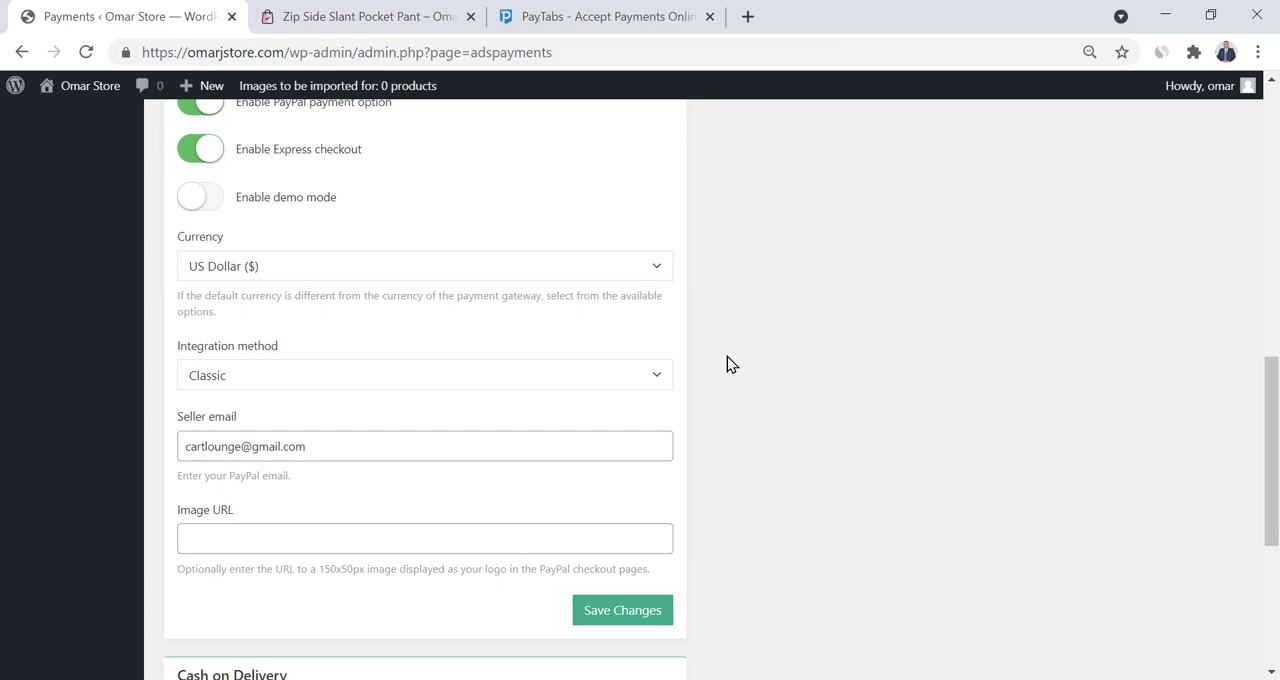 Payments ‹ Omar Store — WordP
Zip Side Slant Pocket Pant – Oma
PayTabs - Accept Payments Onlin
https://omarjstore.com/wp-admin/admin.php?page=adspayments
Omar Store
0
New
Images to be imported for: 0 products
Howdy, omar
Enable PayPal payment option
Enable Express checkout
Enable demo mode
Currency
US Dollar ($)
If the default currency is different from the currency of the payment gateway, select from the available
options.
Integration method
Classic
Seller email
cartlounge@gmail.com
Enter your PayPal email.
Image URL
Optionally enter the URL to a 150x50px image displayed as your logo in the PayPal checkout pages.
Save Changes
Cash on Delivery